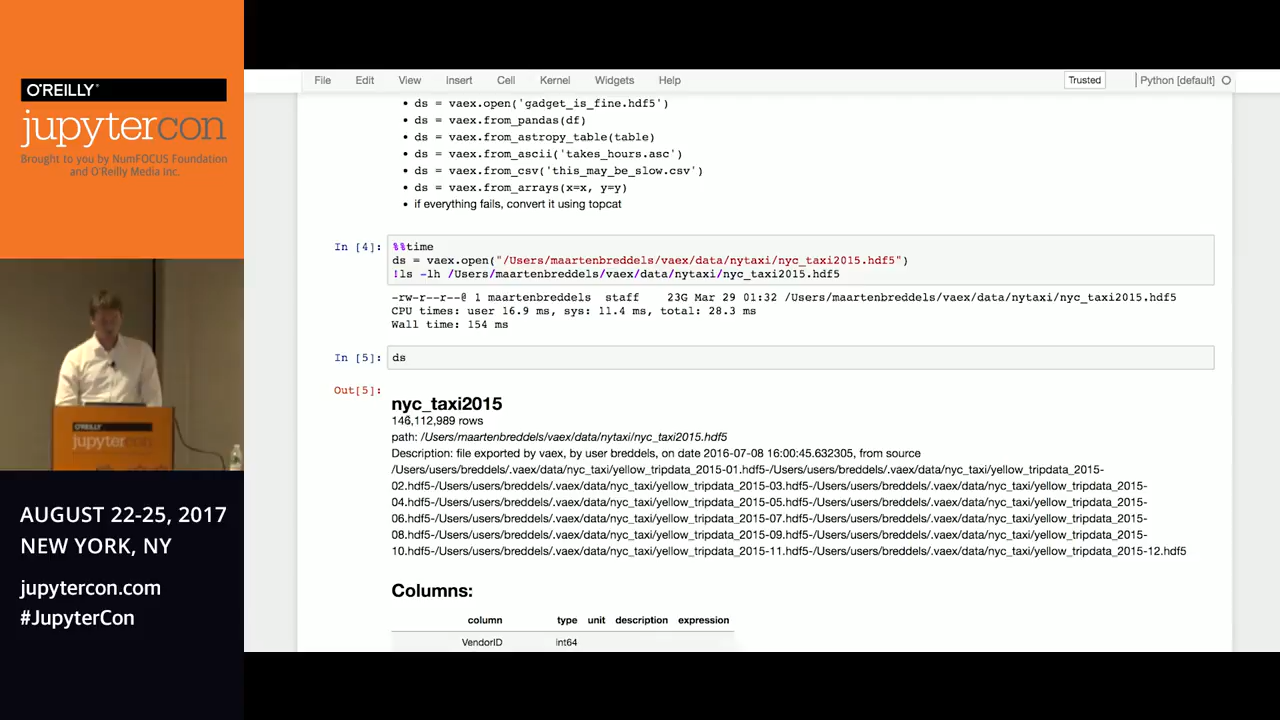 O'REILLY®
jupytercon
Brought to you by NumFOCUS Foundation
and O'Reilly Media Inc.
O'REILLY
jupytercon
AUGUST 22-25, 2017
NEW YORK, NY
jupytercon.com
#JupyterCon
File Edit View Insert Cell Kernel Widgets Help Trusted Python [default]
• ds = vaex.open('gadget_is_fine.hdf5')
• ds = vaex.from_pandas(df)
• ds = vaex.from_astropy_table(table)
• ds = vaex.from_ascii('takes_hours.asc')
• ds = vaex.from_csv('this_may_be_slow.csv')
• ds = vaex.from_arrays(x=x, y=y)
• if everything fails, convert it using topcat
In [4]: %%time
ds = vaex.open("/Users/maartenbreddels/vaex/data/nytaxi/nyc_taxi2015.hdf5")
!ls -lh /Users/maartenbreddels/vaex/data/nytaxi/nyc_taxi2015.hdf5
-rw-r--r--@ 1 maartenbreddels staff 23G Mar 29 01:32 /Users/maartenbreddels/vaex/data/nytaxi/nyc_taxi2015.hdf5
CPU times: user 16.9 ms, sys: 11.4 ms, total: 28.3 ms
Wall time: 154 ms
In [5]: ds
Out[5]:
nyc_taxi2015
146,112,989 rows
path: /Users/maartenbreddels/vaex/data/nytaxi/nyc_taxi2015.hdf5
Description: file exported by vaex, by user breddels, on date 2016-07-08 16:00:45.632305, from source
/Users/users/breddels/.vaex/data/nyc_taxi/yellow_tripdata_2015-01.hdf5-/Users/users/breddels/.vaex/data/nyc_taxi/yellow_tripdata_2015-
02.hdf5-/Users/users/breddels/.vaex/data/nyc_taxi/yellow_tripdata_2015-03.hdf5-/Users/users/breddels/.vaex/data/nyc_taxi/yellow_tripdata_2015-
04.hdf5-/Users/users/breddels/.vaex/data/nyc_taxi/yellow_tripdata_2015-05.hdf5-/Users/users/breddels/.vaex/data/nyc_taxi/yellow_tripdata_2015-
06.hdf5-/Users/users/breddels/.vaex/data/nyc_taxi/yellow_tripdata_2015-07.hdf5-/Users/users/breddels/.vaex/data/nyc_taxi/yellow_tripdata_2015-
08.hdf5-/Users/users/breddels/.vaex/data/nyc_taxi/yellow_tripdata_2015-09.hdf5-/Users/users/breddels/.vaex/data/nyc_taxi/yellow_tripdata_2015-
10.hdf5-/Users/users/breddels/.vaex/data/nyc_taxi/yellow_tripdata_2015-11.hdf5-/Users/users/breddels/.vaex/data/nyc_taxi/yellow_tripdata_2015-12.hdf5
Columns:
column type unit description expression
VendorID int64